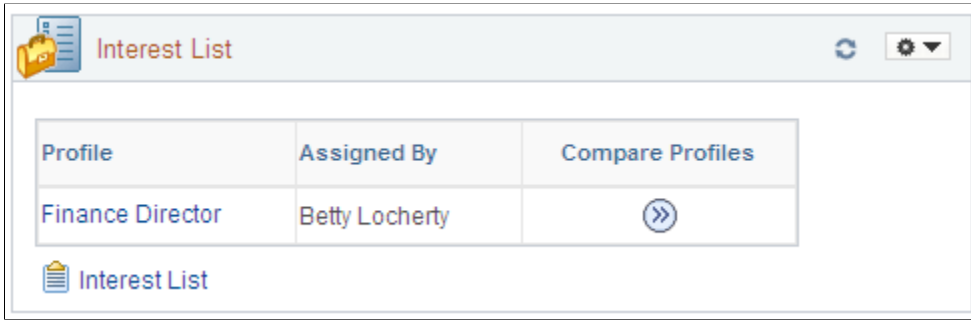 Interest List
Profile Assigned By Compare Profiles
Finance Director Betty Locherty
Interest List